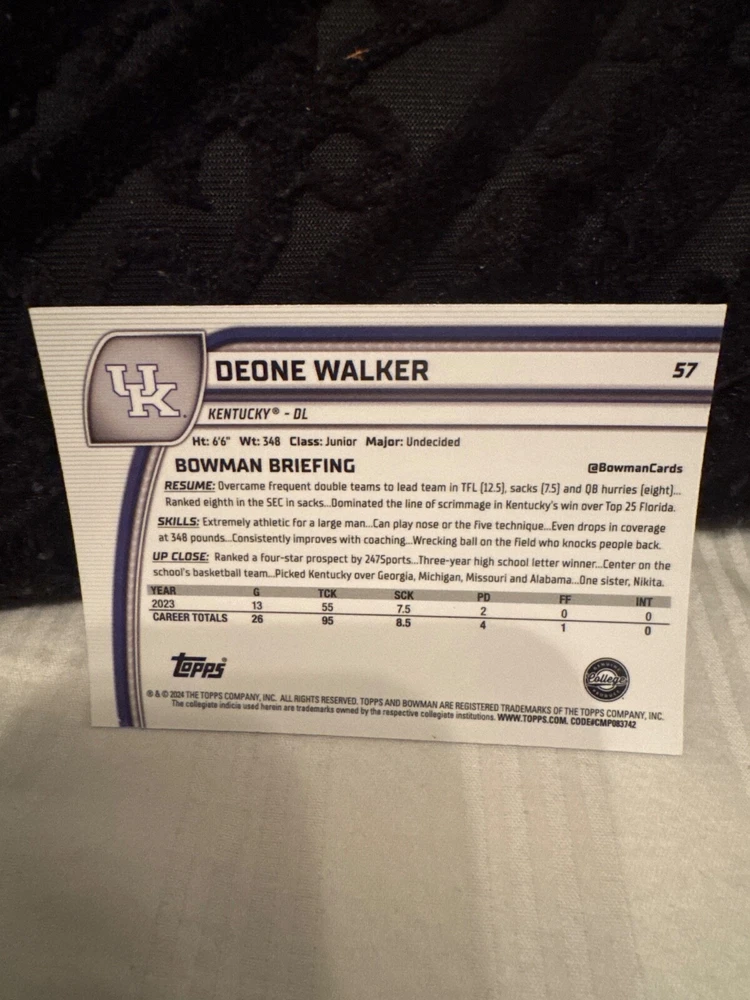 UK
DEONE WALKER
57
KENTUCKY® - DL
Ht: 6'6" Wt: 348 Class: Junior Major: Undecided
BOWMAN BRIEFING
@BowmanCards
RESUME: Overcame frequent double teams to lead team in TFL (12.5), sacks (7.5) and QB hurries (eight)...
Ranked eighth in the SEC in sacks...Dominated the line of scrimmage in Kentucky's win over Top 25 Florida.
SKILLS: Extremely athletic for a large man...Can play nose or the five technique...Even drops in coverage
at 348 pounds...Consistently improves with coaching...Wrecking ball on the field who knocks people back.
UP CLOSE: Ranked a four-star prospect by 247Sports...Three-year high school letter winner...Center on the
school's basketball team...Picked Kentucky over Georgia, Michigan, Missouri and Alabama...One sister, Nikita.
YEAR G TCK SCK PD FF INT
2023 13 55 7.5 2 0 0
CAREER TOTALS 26 95 8.5 4 1 0
Topps®
College
® & © 2024 THE TOPPS COMPANY, INC. ALL RIGHTS RESERVED. TOPPS AND BOWMAN ARE REGISTERED TRADEMARKS OF THE TOPPS COMPANY, INC.
The collegiate indicia used herein are trademarks owned by the respective collegiate institutions. WWW.TOPPS.COM. CODE#CMP083742